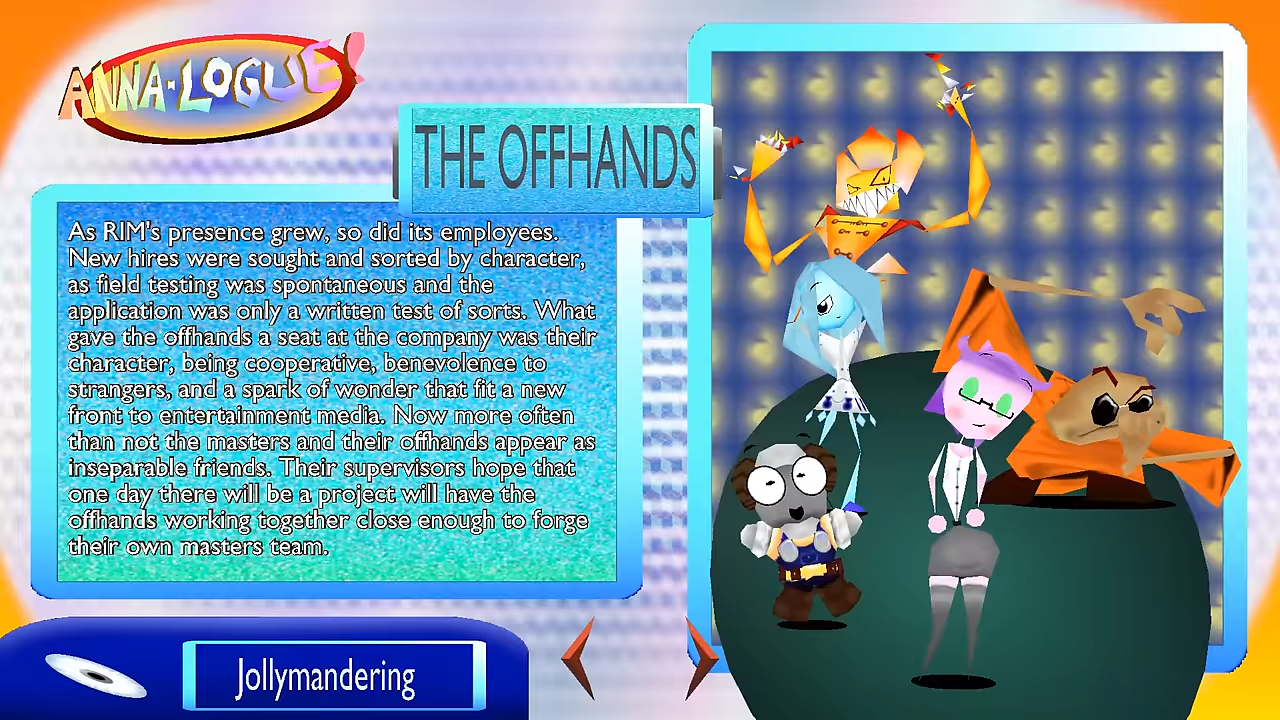 ANNA-LOGUE!
THE OFFHANDS
As RIM's presence grew, so did its employees.
New hires were sought and sorted by character,
as field testing was spontaneous and the
application was only a written test of sorts. What
gave the offhands a seat at the company was their
character, being cooperative, benevolence to
strangers, and a spark of wonder that fit a new
front to entertainment media. Now more often
than not the masters and their offhands appear as
inseparable friends. Their supervisors hope that
one day there will be a project will have the
offhands working together close enough to forge
their own masters team.
Jollymandering